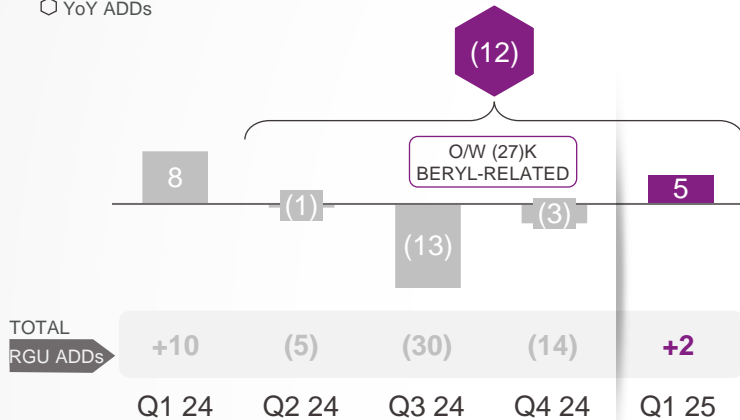 YoY ADDs
(12)
O/W (27)K
BERYL-RELATED
8
(1)
(13)
(3)
5
TOTAL
RGU ADDs
+10
(5)
(30)
(14)
+2
Q1 24
Q2 24
Q3 24
Q4 24
Q1 25